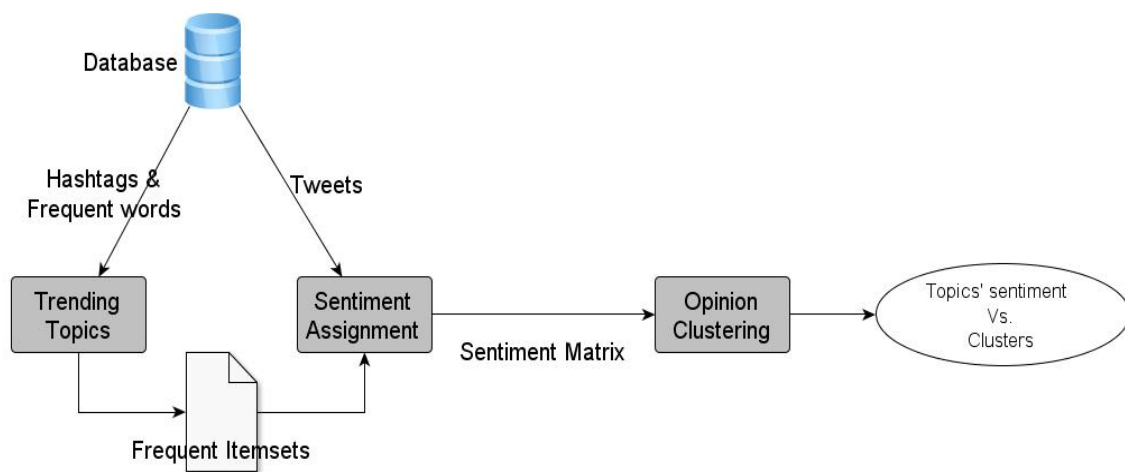 Database
Hashtags &
Frequent words
Tweets
Trending
Topics
Sentiment
Assignment
Sentiment Matrix
Opinion
Clustering
Topics' sentiment
Vs.
Clusters
Frequent Itemsets